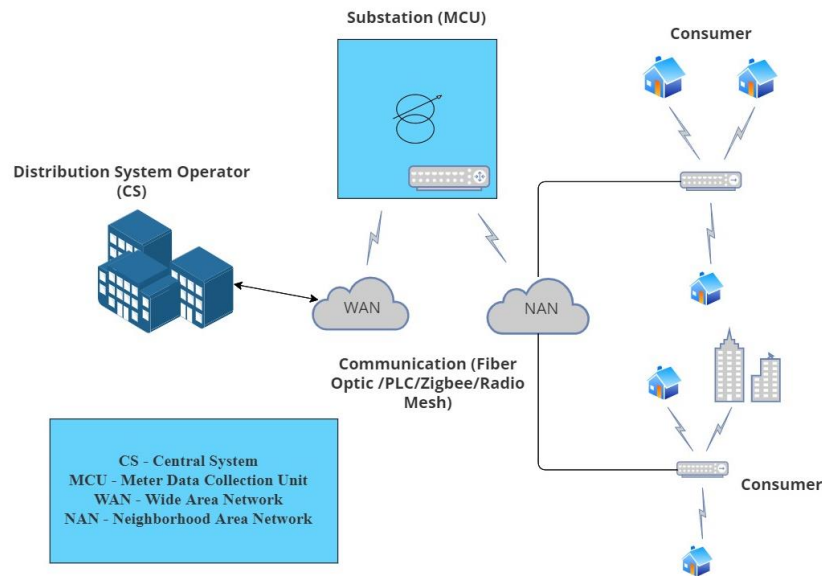 Substation (MCU)
Consumer
Distribution System Operator
(CS)
WAN
NAN
Communication (Fiber
Optic /PLC/Zigbee/Radio
Mesh)
CS - Central System
MCU - Meter Data Collection Unit
WAN - Wide Area Network
NAN - Neighborhood Area Network
Consumer